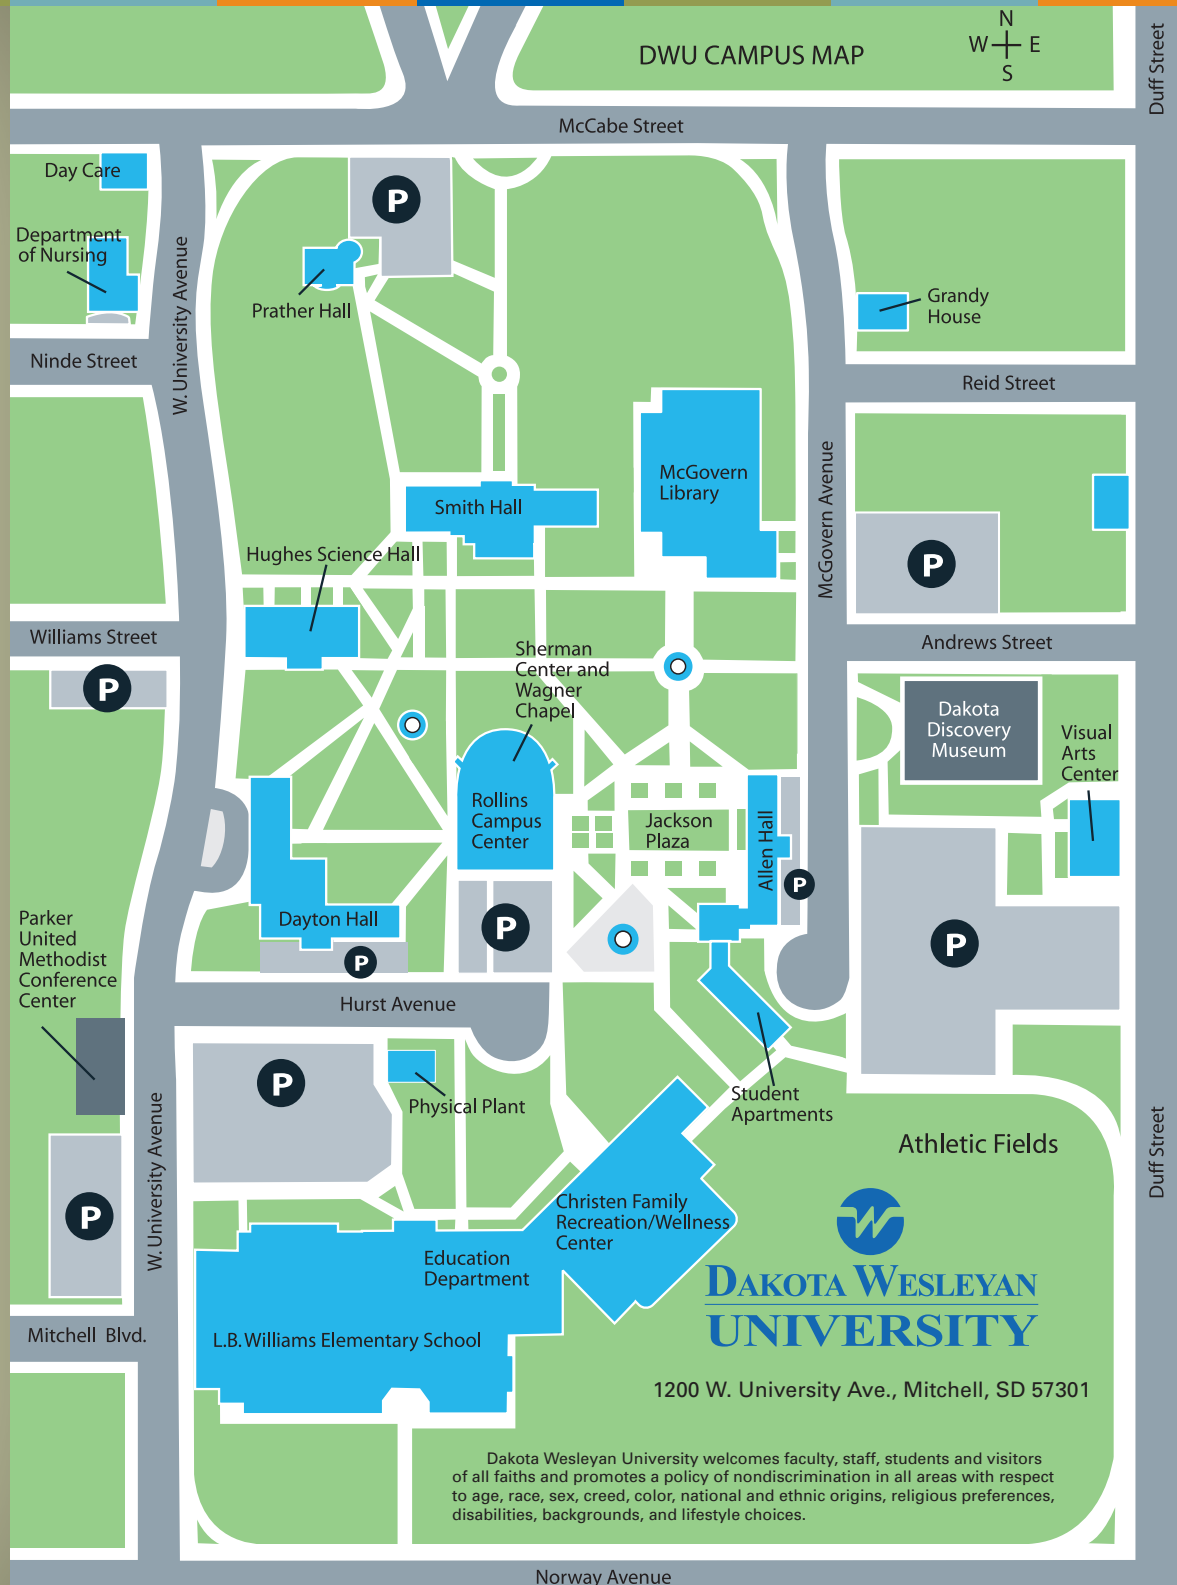 DWU CAMPUS MAP
N
W E
S
Duff Street
McCabe Street
Day Care
P
Department
of Nursing
W. University Avenue
Prather Hall
Grandy
House
Ninde Street
Reid Street
McGovern
Library
McGovern Avenue
Smith Hall
Hughes Science Hall
P
Williams Street
Andrews Street
Sherman
Center and
Wagner
Chapel
P
Dakota
Discovery
Museum
Visual
Arts
Center
Rollins
Campus
Center
Jackson
Plaza
Allen Hall
P
Parker
United
Methodist
Conference
Center
Dayton Hall
P
P
P
Hurst Avenue
P
Physical Plant
Student
Apartments
W. University Avenue
Duff Street
Athletic Fields
P
Christen Family
Recreation/Wellness
Center
W
Education
Department
DAKOTA WESLEYAN
UNIVERSITY
Mitchell Blvd.
L.B. Williams Elementary School
1200 W. University Ave., Mitchell, SD 57301
Dakota Wesleyan University welcomes faculty, staff, students and visitors
of all faiths and promotes a policy of nondiscrimination in all areas with respect
to age, race, sex, creed, color, national and ethnic origins, religious preferences,
disabilities, backgrounds, and lifestyle choices.
Norway Avenue